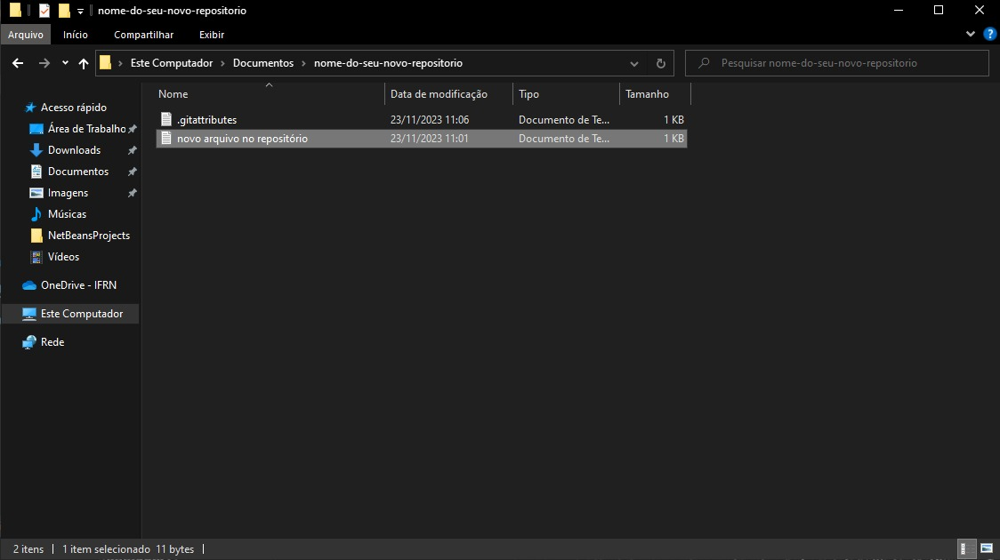 nome-do-seu-novo-repositorio
Arquivo Início Compartilhar Exibir
Este Computador Documentos nome-do-seu-novo-repositorio Pesquisar nome-do-seu-novo-repositorio
Acesso rápido
Área de Trabalho
Downloads
Documentos
Imagens
Músicas
NetBeansProjects
Vídeos
OneDrive - IFRN
Este Computador
Rede
Nome Data de modificação Tipo Tamanho
.gitattributes 23/11/2023 11:06 Documento de Te... 1 KB
novo arquivo no repositório 23/11/2023 11:01 Documento de Te... 1 KB
2 itens 1 item selecionado 11 bytes